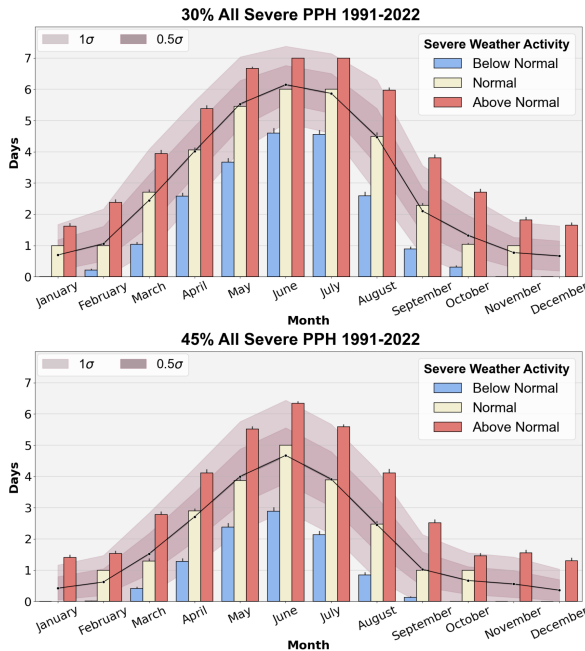 30% All Severe PPH 1991-2022
1σ 0.5σ
Severe Weather Activity
Below Normal
Normal
Above Normal
7
6
5
4
3
2
1
0
Days
January February March April May June July August September October November December
Month
45% All Severe PPH 1991-2022
1σ 0.5σ
Severe Weather Activity
Below Normal
Normal
Above Normal
7
6
5
4
3
2
1
0
Days
January February March April May June July August September October November December
Month